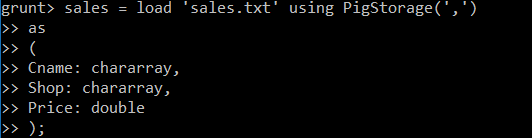 grunt> sales = load 'sales.txt' using PigStorage(',')
>> as
>> (
>> Cname: chararray,
>> Shop: chararray,
>> Price: double
>> );